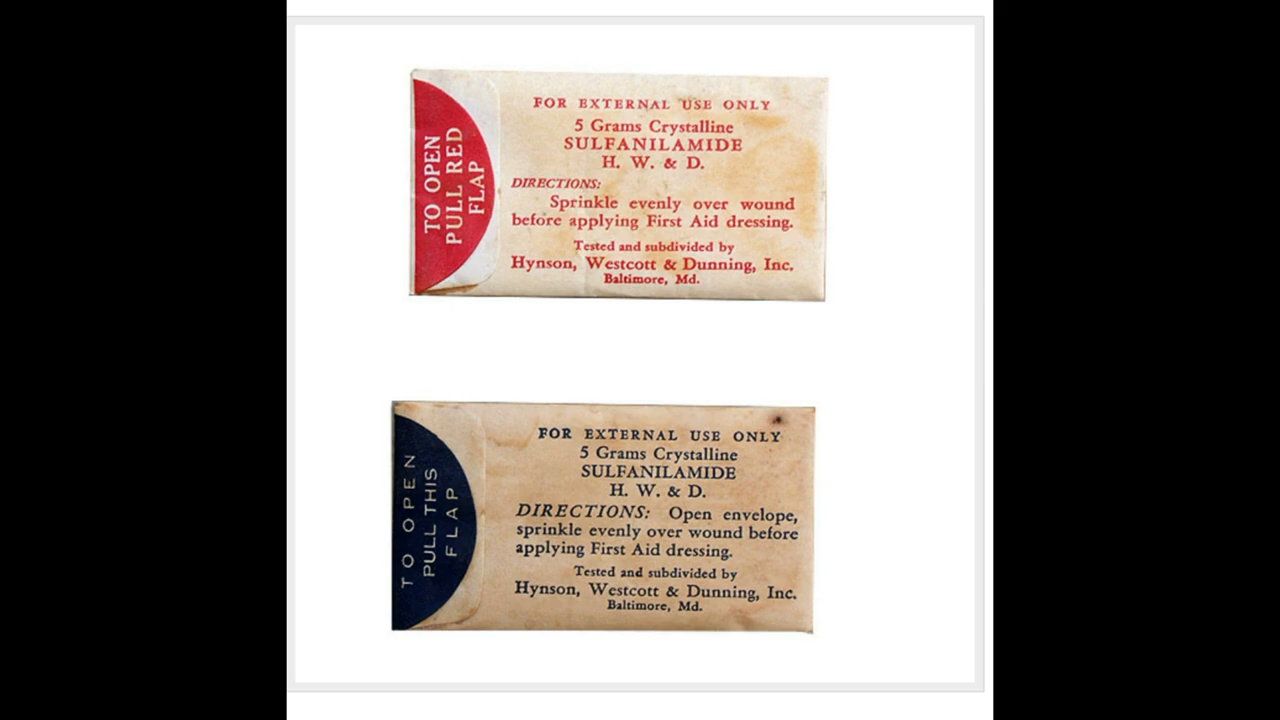 TO OPEN
PULL RED
FLAP
FOR EXTERNAL USE ONLY
5 Grams Crystalline
SULFANILAMIDE
H. W. & D.
DIRECTIONS:
Sprinkle evenly over wound
before applying First Aid dressing.
Tested and subdivided by
Hynson, Westcott & Dunning, Inc.
Baltimore, Md.
TO OPEN
PULL THIS
FLAP
FOR EXTERNAL USE ONLY
5 Grams Crystalline
SULFANILAMIDE
H. W. & D.
DIRECTIONS: Open envelope,
sprinkle evenly over wound before
applying First Aid dressing.
Tested and subdivided by
Hynson, Westcott & Dunning, Inc.
Baltimore, Md.